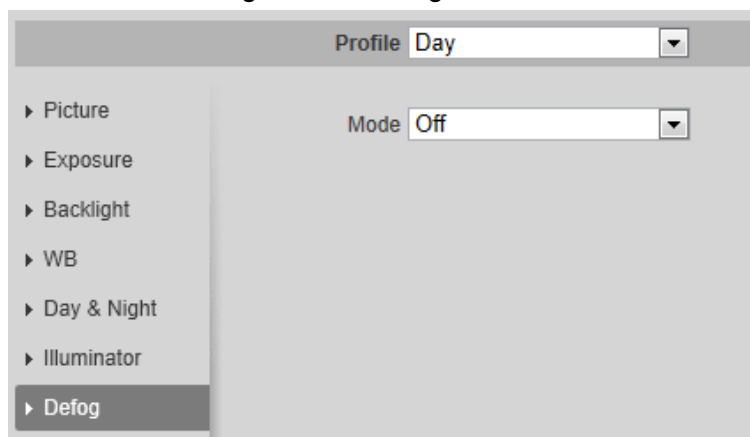 Profile Day
Picture
Mode Off
Exposure
Backlight
WB
Day & Night
Illuminator
Defog